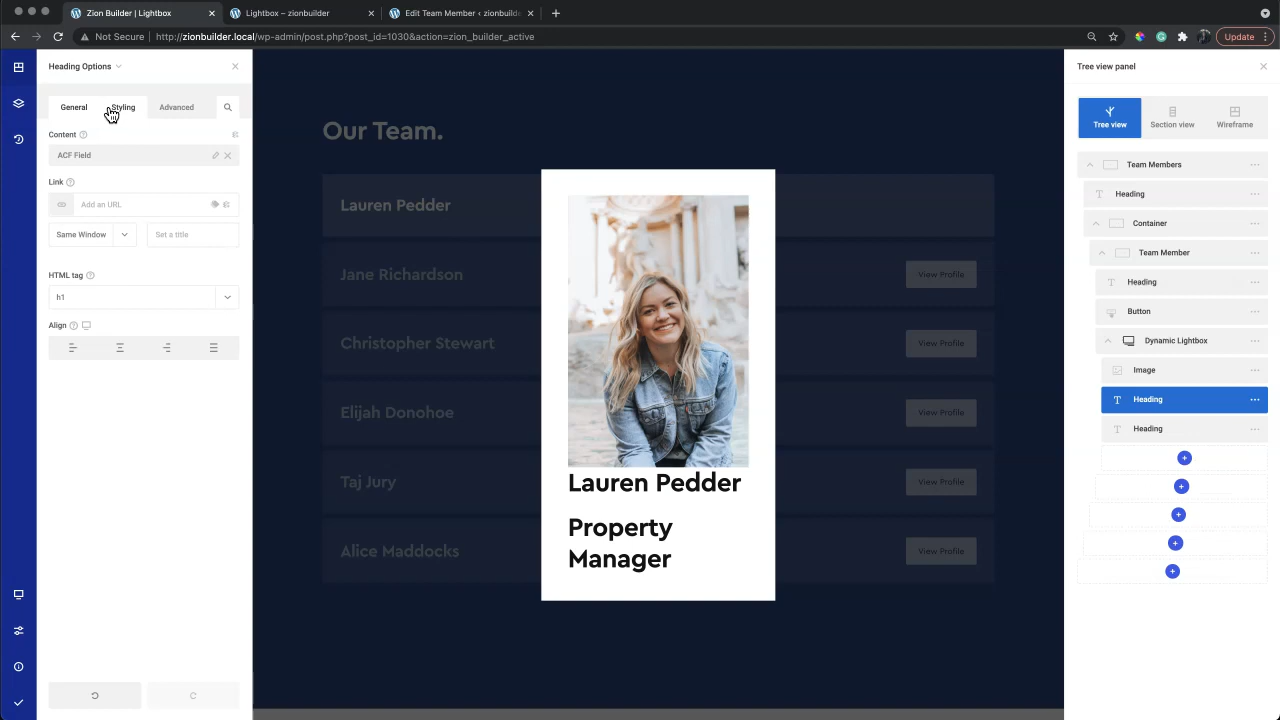 Zion Builder | Lightbox
Lightbox – zionbuilder
Edit Team Member ‹ zionbuilde
Not Secure | http://zionbuilder.local/wp-admin/post.php?post_id=1030&action=zion_builder_active
Update
Heading Options
General
Styling
Advanced
Content
ACF Field
Link
Add an URL
Same Window
Set a title
HTML tag
h1
Align
Our Team.
Lauren Pedder
Jane Richardson
View Profile
Christopher Stewart
View Profile
Elijah Donohoe
View Profile
Taj Jury
View Profile
Alice Maddocks
View Profile
Lauren Pedder
Property
Manager
Tree view panel
Tree view
Section view
Wireframe
Team Members
Heading
Container
Team Member
Heading
Button
Dynamic Lightbox
Image
Heading
Heading